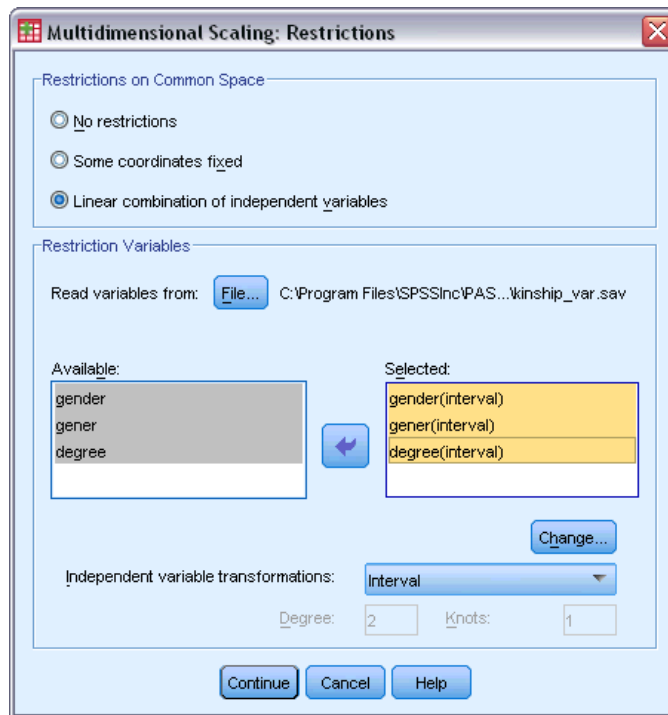 Multidimensional Scaling: Restrictions
Restrictions on Common Space
No restrictions
Some coordinates fixed
Linear combination of independent variables
Restriction Variables
Read variables from: File... C:\Program Files\SPSSInc\PAS...\kinship_var.sav
Available: Selected:
gender gender(interval)
gener gener(interval)
degree degree(interval)
Change...
Independent variable transformations: Interval
Degree: 2 Knots: 1
Continue Cancel Help